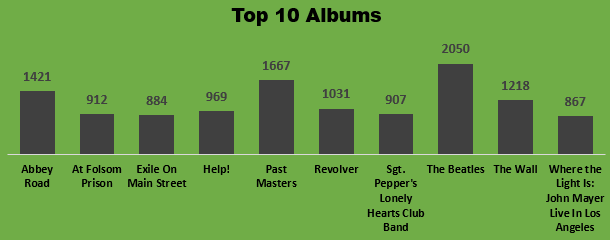 Top 10 Albums
1421
912
884
969
1667
1031
907
2050
1218
867
Abbey
Road
At Folsom
Prison
Exile On
Main Street
Help!
Past
Masters
Revolver
Sgt.
Pepper's
Lonely
Hearts Club
Band
The Beatles
The Wall
Where the
Light Is:
John Mayer
Live In Los
Angeles